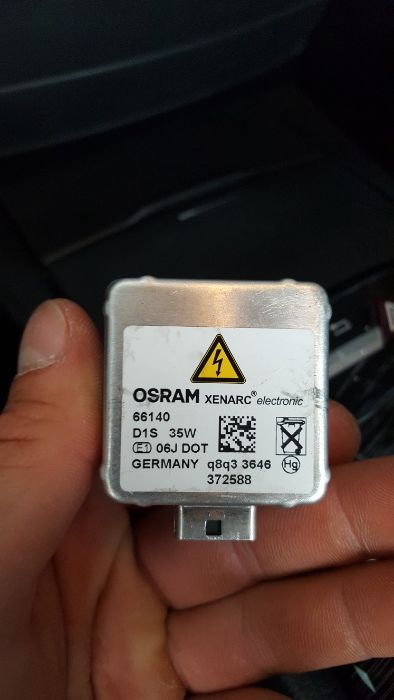 OSRAM XENARC® electronic
66140
D1S 35W
E1 06J DOT
GERMANY q8q3 3646
372588
Hg